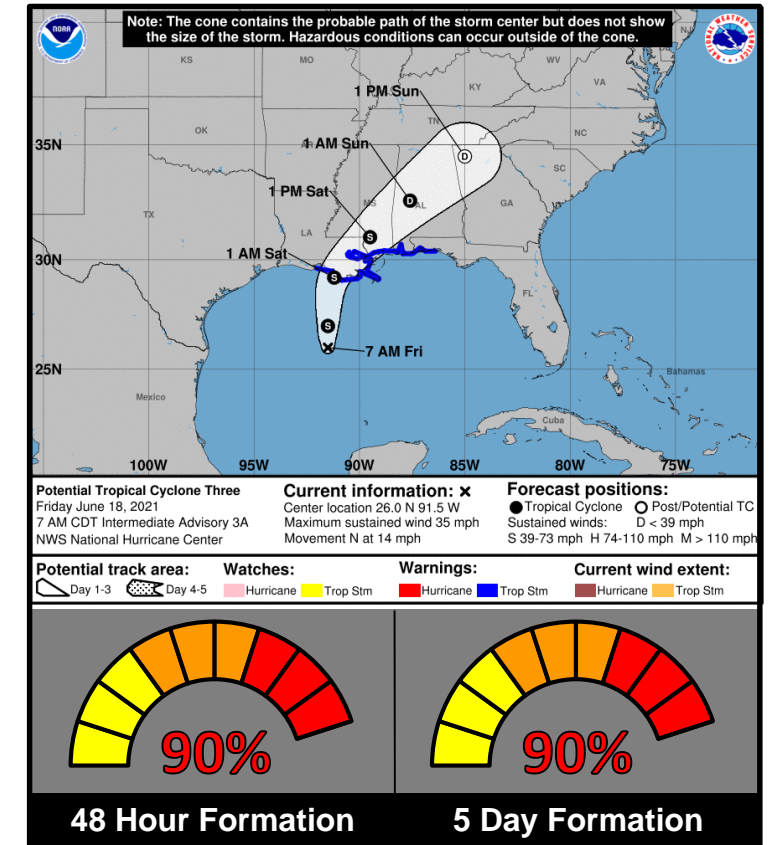 Note: The cone contains the probable path of the storm center but does not show
the size of the storm. Hazardous conditions can occur outside of the cone.
NOAA
NATIONAL WEATHER SERVICE
NJ
KS
MO
WV
VA
KY
1 PM Sun
TN
OK
AR
1 AM Sun
NC
35N
SC
1 PM Sat
MS
AL
GA
TX
LA
1 AM Sat
30N
FL
7 AM Fri
25N
Bahamas
Mexico
Cuba
D
D
S
S
S
100W 95W 90W 85W 80W 75W
Potential Tropical Cyclone Three
Friday June 18, 2021
7 AM CDT Intermediate Advisory 3A
NWS National Hurricane Center
Current information: x
Center location 26.0 N 91.5 W
Maximum sustained wind 35 mph
Movement N at 14 mph
Forecast positions:
Tropical Cyclone Post/Potential TC
Sustained winds: D < 39 mph
S 39-73 mph H 74-110 mph M > 110 mph
Potential track area:
Day 1-3 Day 4-5
Watches:
Hurricane Trop Stm
Warnings:
Hurricane Trop Stm
Current wind extent:
Hurricane Trop Stm
90%
48 Hour Formation
90%
5 Day Formation